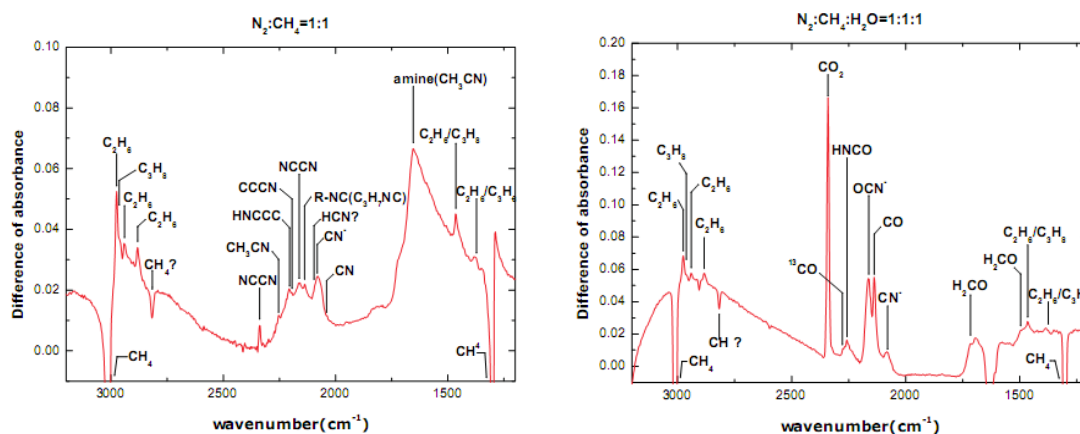 N₂:CH₄=1:1
Difference of absorbance
0.10
0.08
0.06
0.04
0.02
0.00
amine(CH₃CN)
C₂H₆/C₃H₈
C₂H₆
C₃H₈
C₂H₆
C₂H₆
CH₄?
NCCN
CCCN
R-NC(C₃H₇NC)
HNCCC
HCN?
CN⁻
CH₃CN
CN
NCCN
C₂H₆/C₃H₈
CH₄
CH⁴
3000
2500
2000
1500
wavenumber(cm⁻¹)
N₂:CH₄:H₂O=1:1:1
Difference of absorbance
0.20
0.18
0.16
0.14
0.12
0.10
0.08
0.06
0.04
0.02
0.00
CO₂
HNCO
C₃H₈
C₂H₆
C₂H₆
C₂H₆
OCN⁻
CO
¹³CO
CN⁻
C₂H₆/C₃H₈
H₂CO
H₂CO
C₂H₆/C₃H
CH ?
CH₄
CH₄
3000
2500
2000
1500
wavenumber(cm⁻¹)